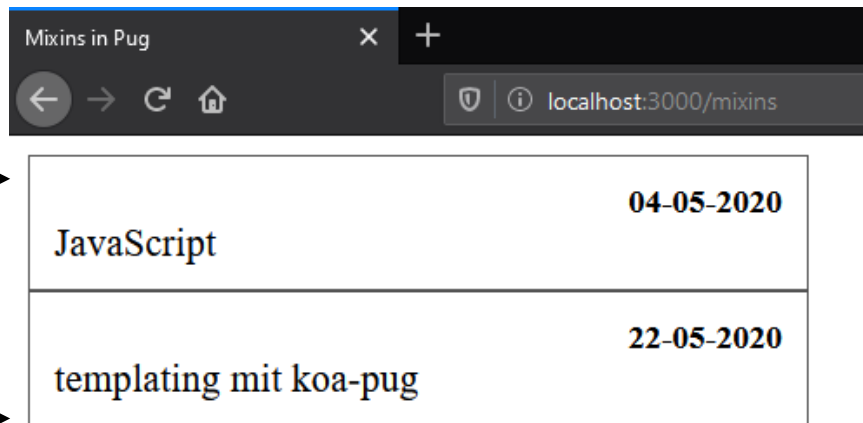 Mixins in Pug
localhost:3000/mixins
04-05-2020
JavaScript
22-05-2020
templating mit koa-pug